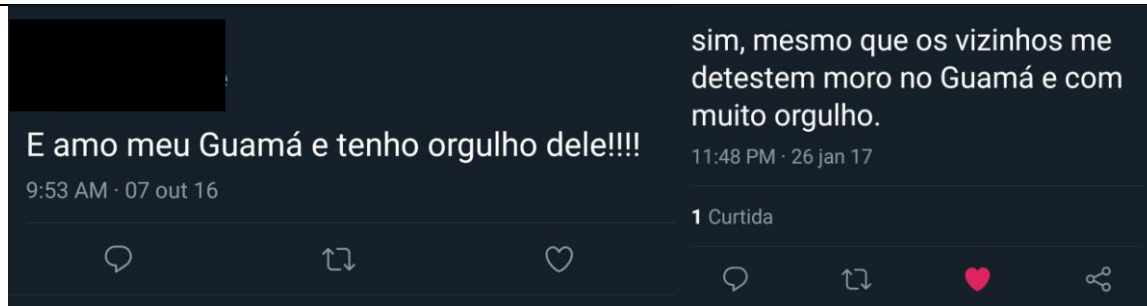 E amo meu Guamá e tenho orgulho dele!!!!
9:53 AM · 07 out 16
sim, mesmo que os vizinhos me
detestem moro no Guamá e com
muito orgulho.
11:48 PM · 26 jan 17
1 Curtida